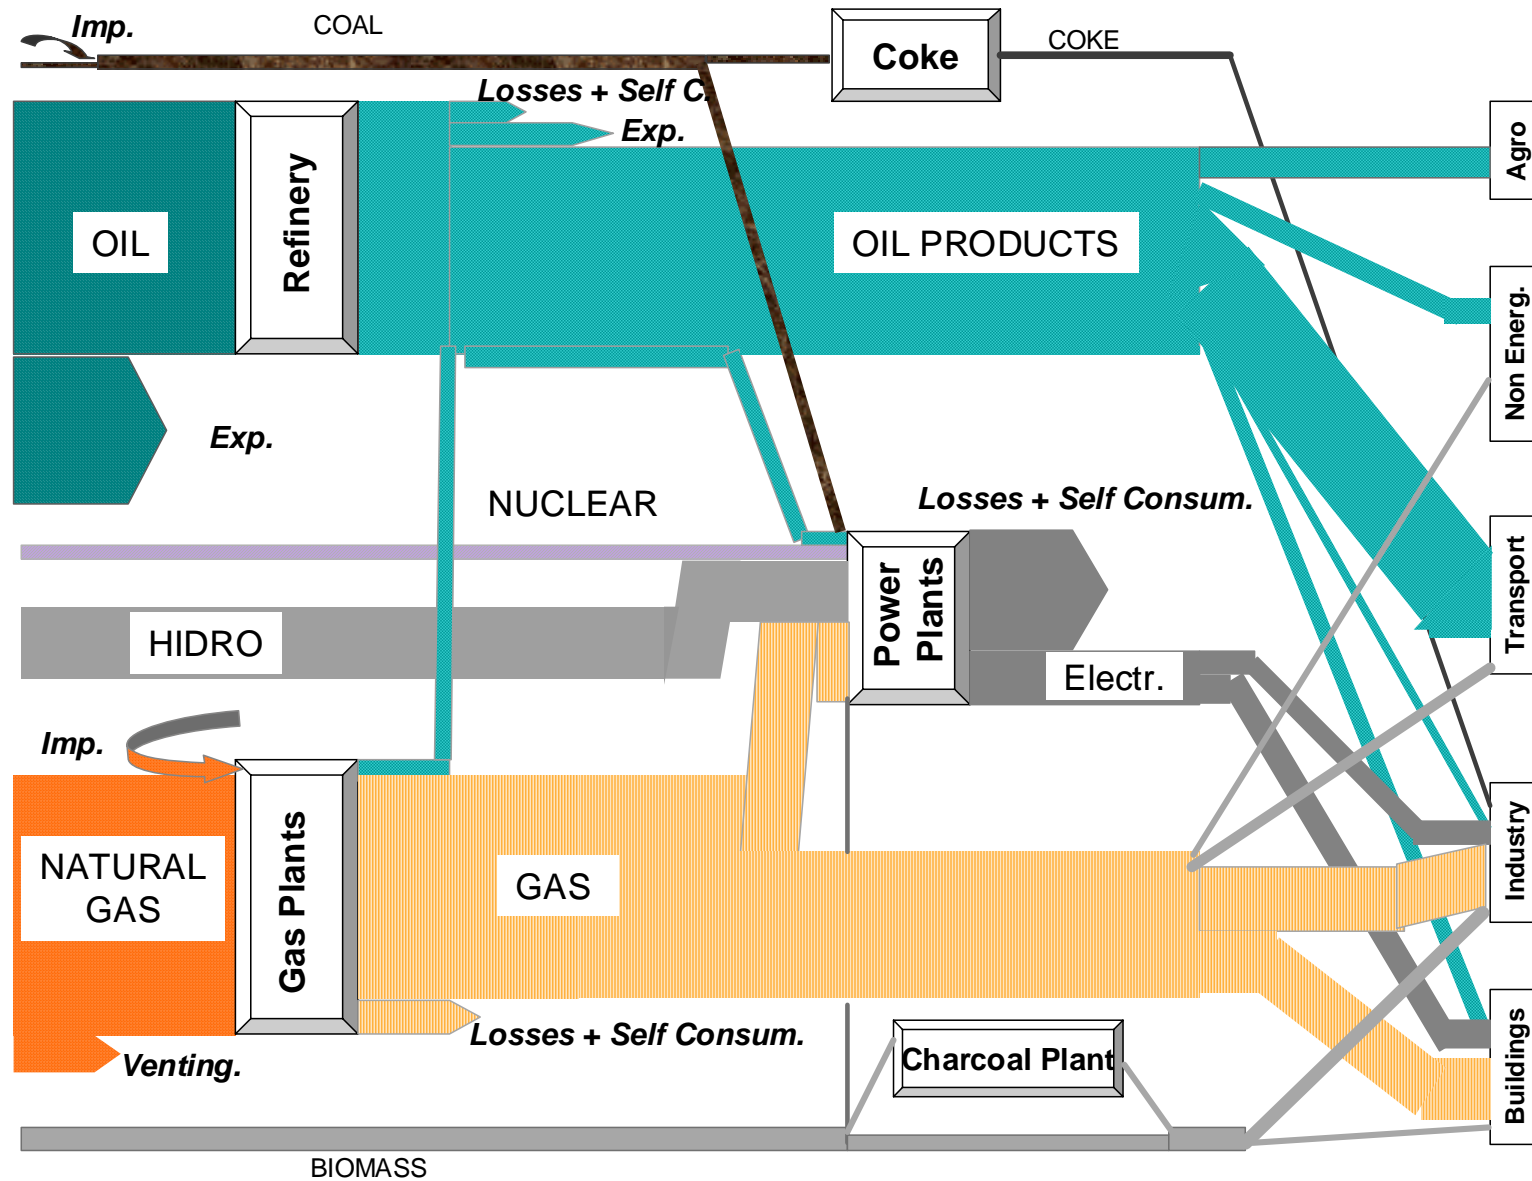 Imp.
COAL
Coke
COKE
Losses + Self C.
Exp.
Agro
OIL
Refinery
OIL PRODUCTS
Non Energ.
Exp.
NUCLEAR
Losses + Self Consum.
Power
Plants
Transport
HIDRO
Electr.
Imp.
NATURAL
GAS
Gas Plants
GAS
Industry
Losses + Self Consum.
Venting.
Charcoal Plant
Buildings
BIOMASS